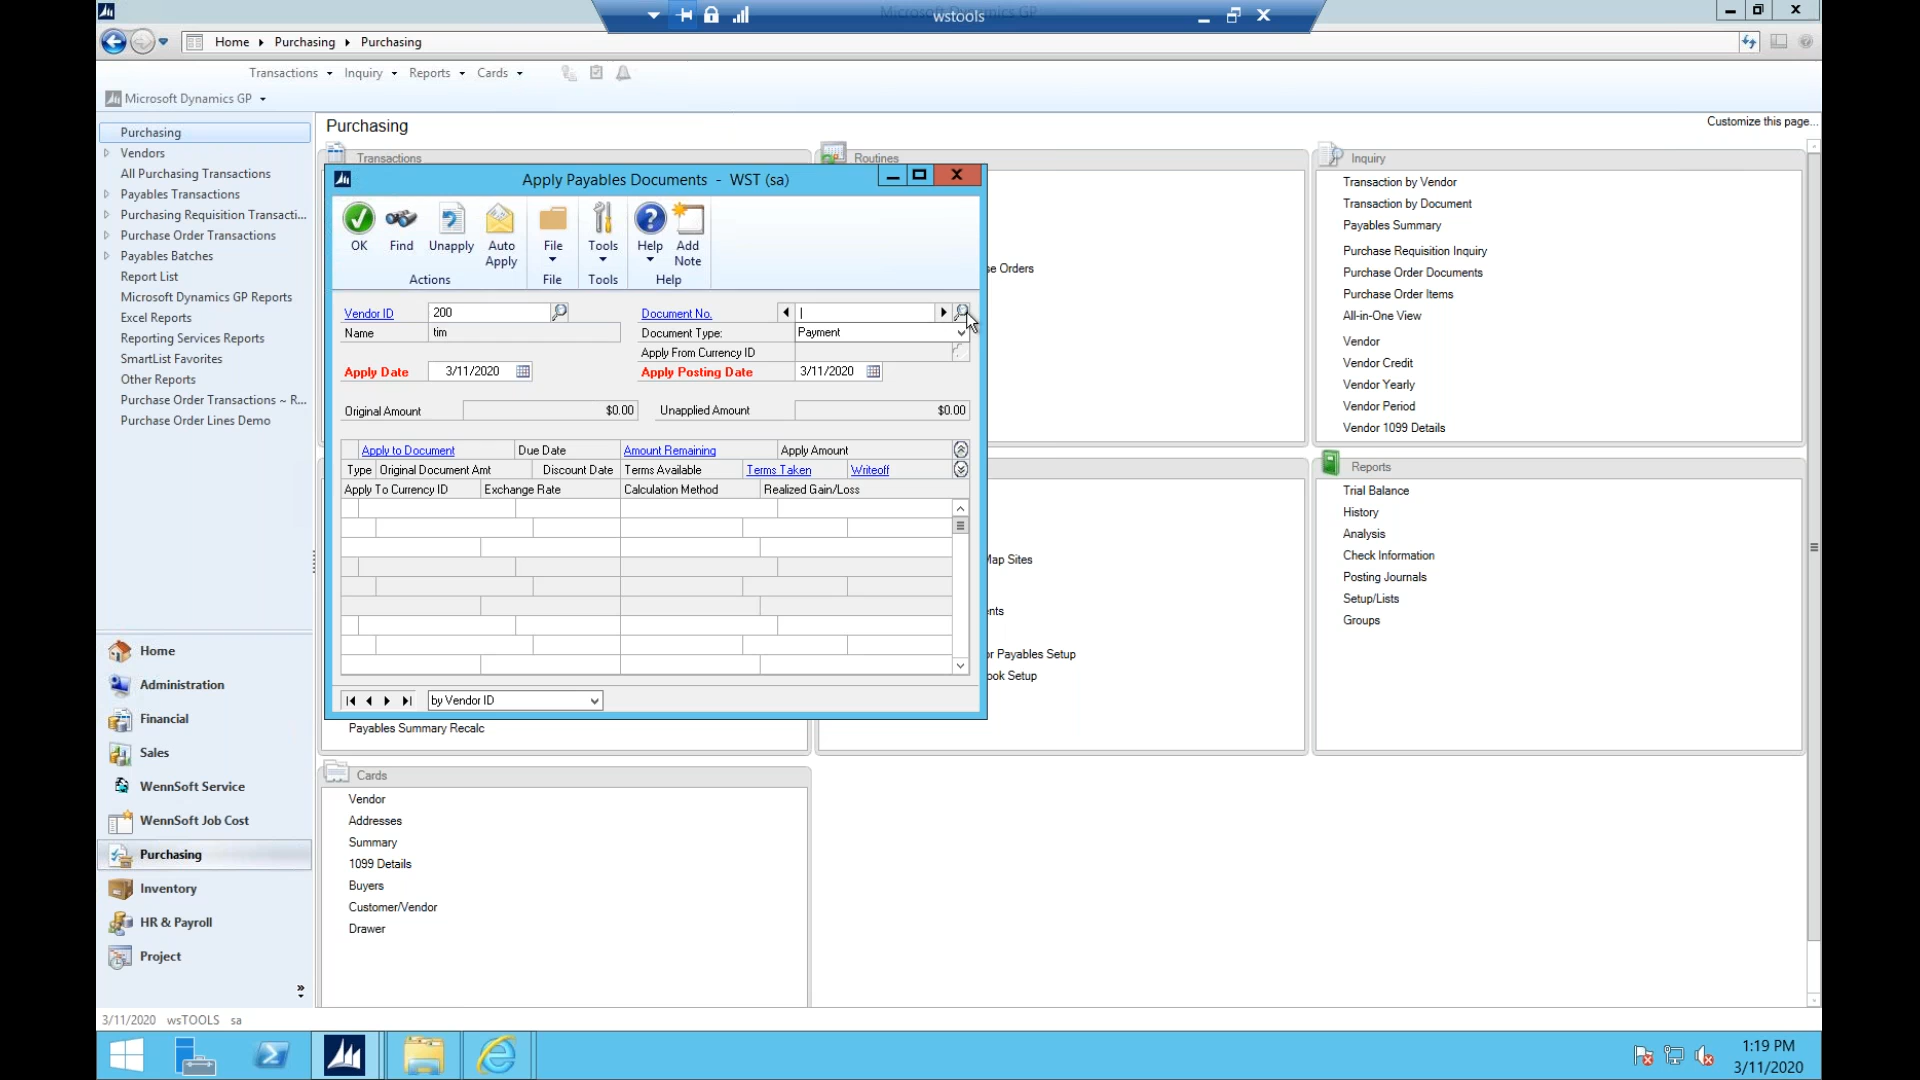 Microsoft Dynamics GP
wstools
Home Purchasing Purchasing
Transactions Inquiry Reports Cards
Microsoft Dynamics GP
Purchasing
Vendors
All Purchasing Transactions
Payables Transactions
Purchasing Requisition Transacti...
Purchase Order Transactions
Payables Batches
Report List
Microsoft Dynamics GP Reports
Excel Reports
Reporting Services Reports
SmartList Favorites
Other Reports
Purchase Order Transactions ~ R...
Purchase Order Lines Demo
Home
Administration
Financial
Sales
WennSoft Service
WennSoft Job Cost
Purchasing
Inventory
HR & Payroll
Project
Purchasing
Customize this page...
Transactions
Routines
Inquiry
Apply Payables Documents - WST (sa)
OK
Find
Unapply
Auto Apply
File
Tools
Help
Add Note
Actions
File
Tools
Help
Vendor ID 200
Document No.
Name tim
Document Type: Payment
Apply From Currency ID
Apply Date 3/11/2020
Apply Posting Date 3/11/2020
Original Amount $0.00
Unapplied Amount $0.00
Apply to Document Due Date Amount Remaining Apply Amount
Type Original Document Amt Discount Date Terms Available Terms Taken Writeoff
Apply To Currency ID Exchange Rate Calculation Method Realized Gain/Loss
by Vendor ID
se Orders
Map Sites
ents
or Payables Setup
ook Setup
Payables Summary Recalc
Transaction by Vendor
Transaction by Document
Payables Summary
Purchase Requisition Inquiry
Purchase Order Documents
Purchase Order Items
All-in-One View
Vendor
Vendor Credit
Vendor Yearly
Vendor Period
Vendor 1099 Details
Reports
Trial Balance
History
Analysis
Check Information
Posting Journals
Setup/Lists
Groups
Cards
Vendor
Addresses
Summary
1099 Details
Buyers
Customer/Vendor
Drawer
3/11/2020 wsTOOLS sa
1:19 PM
3/11/2020